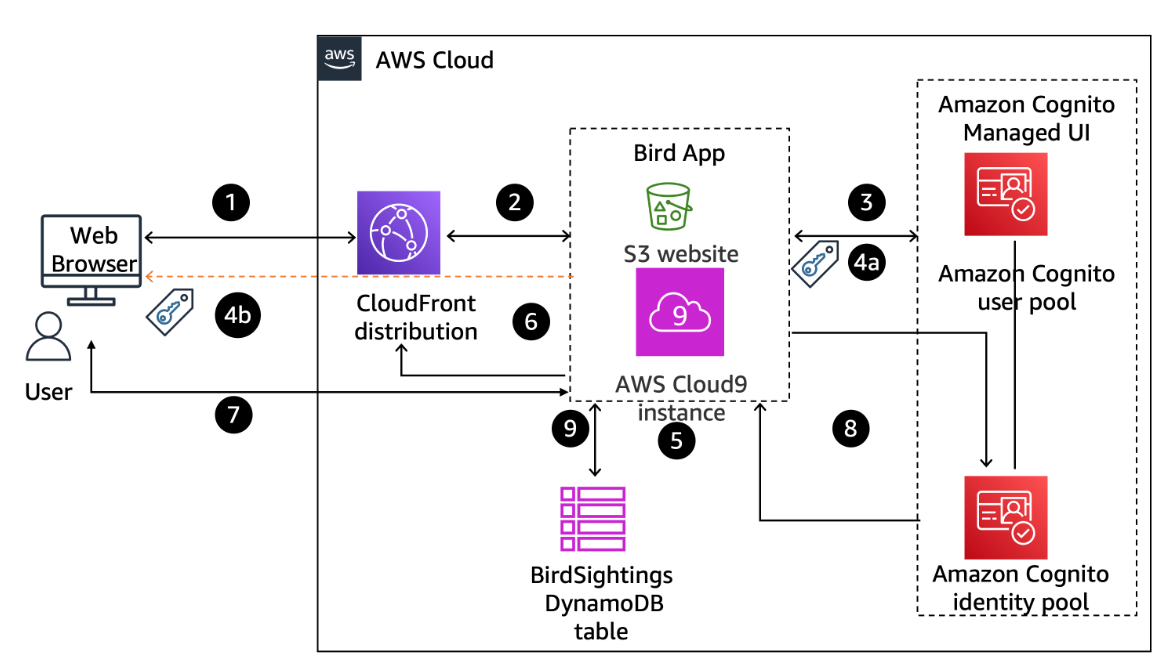 aws
AWS Cloud
Amazon Cognito
Managed UI
Bird App
1
2
3
Web
Browser
S3 website
4a
Amazon Cognito
user pool
4b
CloudFront
distribution
6
9
User
AWS Cloud9
instance
7
9
5
8
BirdSightings
DynamoDB
table
Amazon Cognito
identity pool